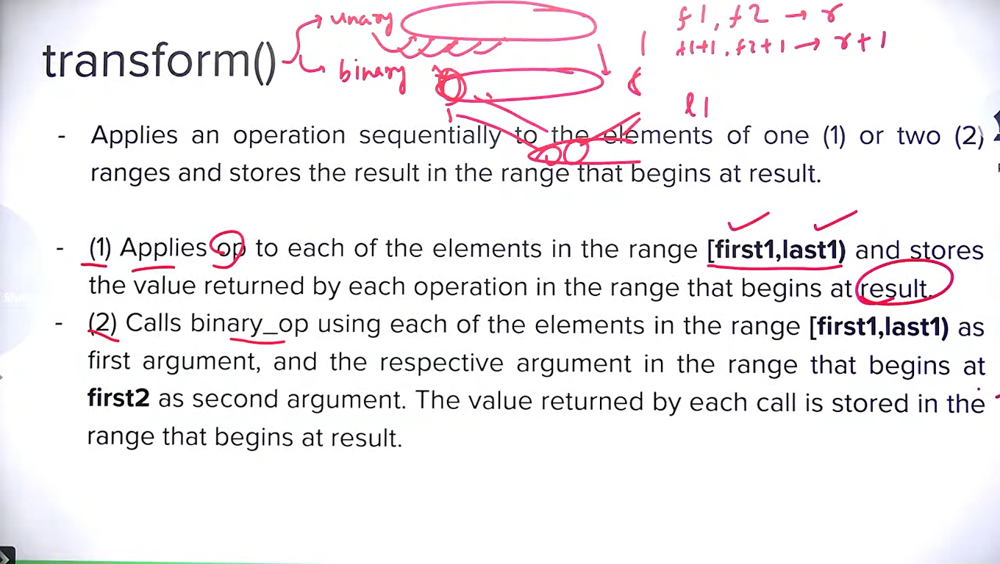 unary
f1, f2 → r
f1+1, f2+1 → r+1
transform()
binary
l1
- Applies an operation sequentially to the elements of one (1) or two (2)
ranges and stores the result in the range that begins at result.
- (1) Applies op to each of the elements in the range [first1,last1) and stores
the value returned by each operation in the range that begins at result.
- (2) Calls binary_op using each of the elements in the range [first1,last1) as
first argument, and the respective argument in the range that begins at
first2 as second argument. The value returned by each call is stored in the
range that begins at result.